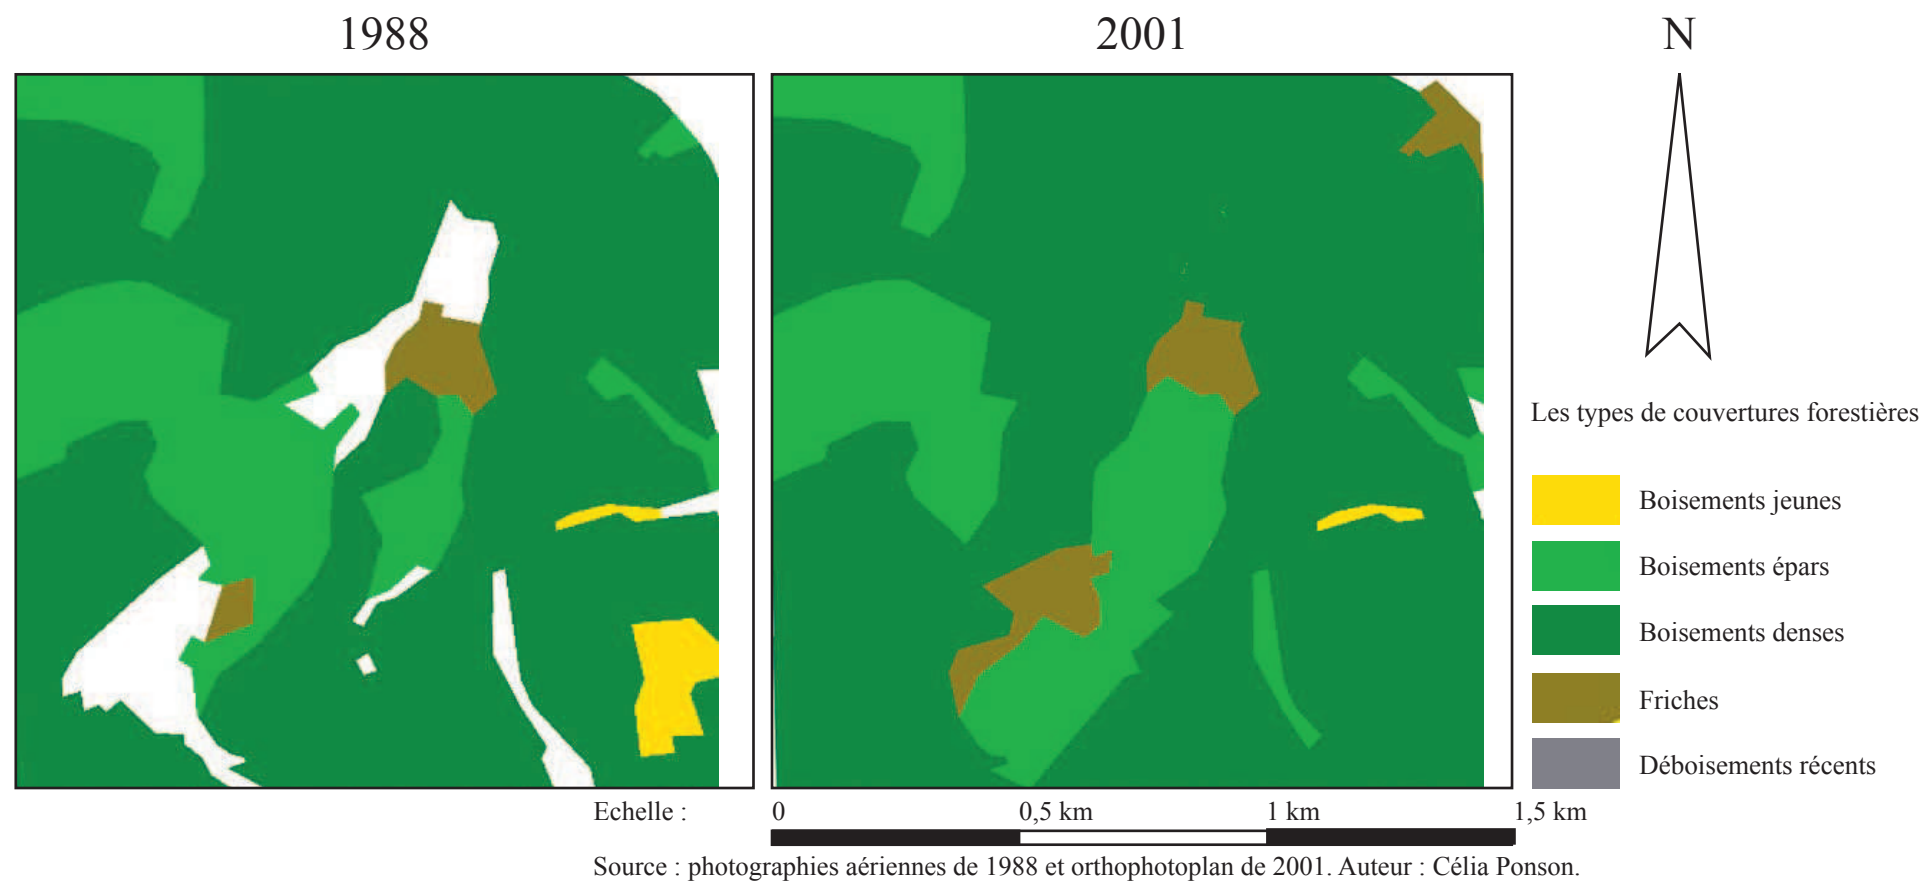 1988
2001
N
Les types de couvertures forestières
Boisements jeunes
Boisements épars
Boisements denses
Friches
Déboisements récents
Echelle : 0 0,5 km 1 km 1,5 km
Source : photographies aériennes de 1988 et orthophotoplan de 2001. Auteur : Célia Ponson.